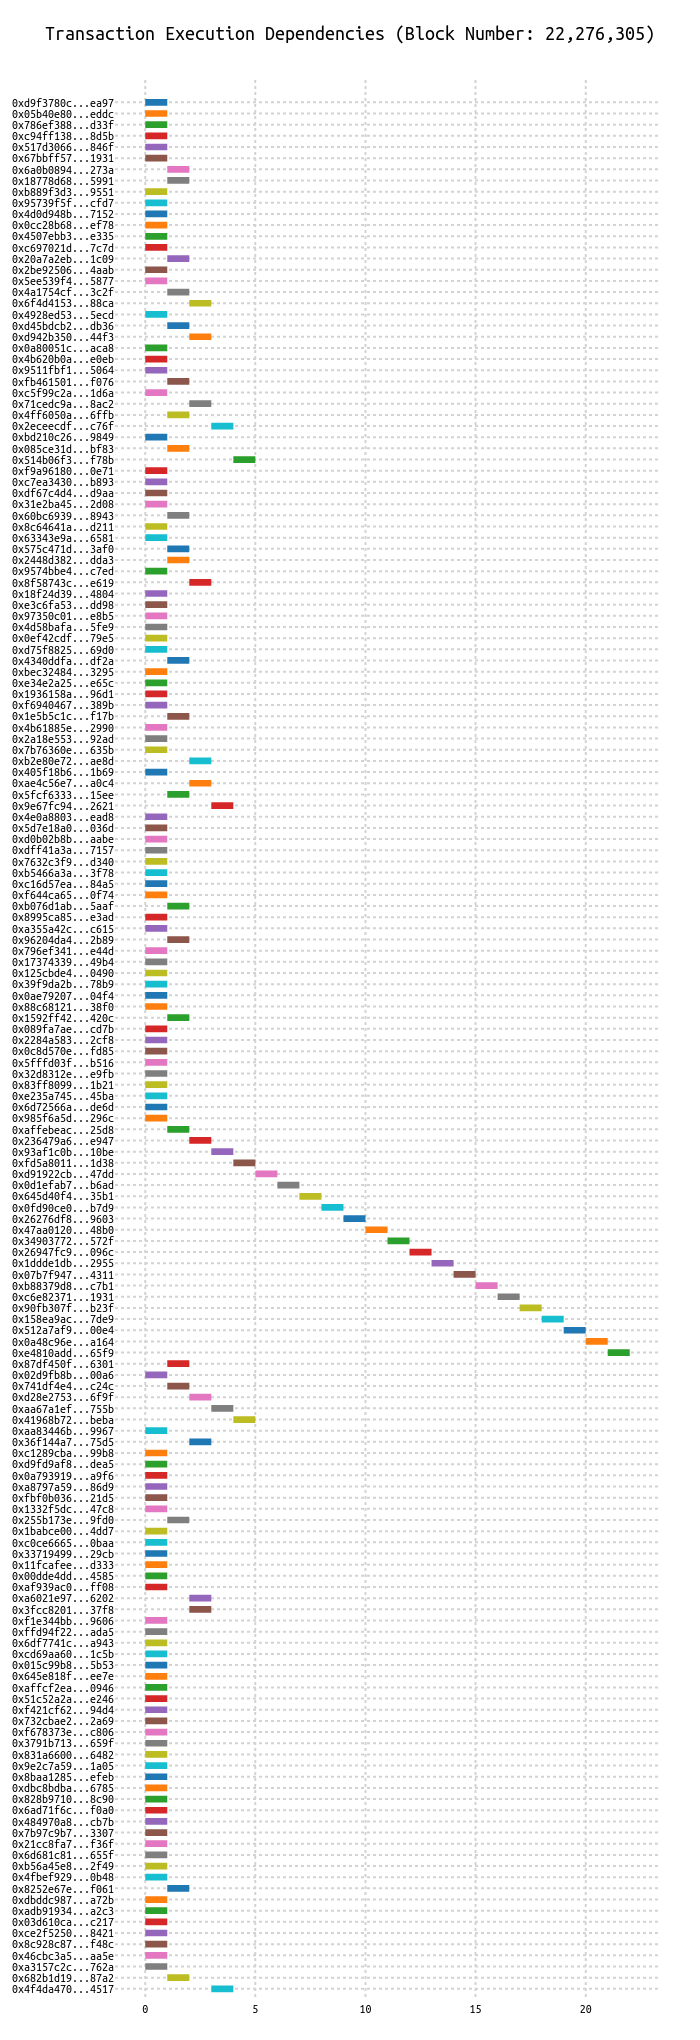 Transaction Execution Dependencies (Block Number: 22,276,305)
0xd9f3780c...ea97
0x05b40e80...eddc
0x786ef388...d33f
0xc94ff138...8d5b
0x517d3066...846f
0x67bbff57...1931
0x6a0b0894...273a
0x18778d68...5991
0xb889f3d3...9551
0x95739f5f...cfd7
0x4d0d948b...7152
0x0cc28b68...ef78
0x4507ebb3...e335
0xc697021d...7c7d
0x20a7a2eb...1c09
0x2be92506...4aab
0x5ee539f4...5877
0x4a1754cf...3c2f
0x6f4d4153...88ca
0x4928ed53...5ecd
0xd45bdcb2...db36
0xd942b350...44f3
0x0a80051c...aca8
0x4b620b0a...e0eb
0x9511fbf1...5064
0xfb461501...f076
0xc5f99c2a...1d6a
0x71cedc9a...8ac2
0x4ff6050a...6ffb
0x2eceecdf...c76f
0xbd210c26...9849
0x085ce31d...bf83
0x514b06f3...f78b
0xf9a96180...0e71
0xc7ea3430...b893
0xdf67c4d4...d9aa
0x31e2ba45...2d08
0x60bc6939...8943
0x8c64641a...d211
0x63343e9a...6581
0x575c471d...3af0
0x2448d382...dda3
0x9574bbe4...c7ed
0x8f58743c...e619
0x18f24d39...4804
0xe3c6fa53...dd98
0x97350c01...e8b5
0x4d58bafa...5fe9
0x0ef42cdf...79e5
0xd75f8825...69d0
0x4340ddfa...df2a
0xbec32484...3295
0xe34e2a25...e65c
0x1936158a...96d1
0xf6940467...389b
0x1e5b5c1c...f17b
0x4b61885e...2990
0x2a18e553...92ad
0x7b76360e...635b
0xb2e80e72...ae8d
0x405f18b6...1b69
0xae4c56e7...a0c4
0x5fcf6333...15ee
0x9e67fc94...2621
0x4e0a8803...ead8
0x5d7e18a0...036d
0xd0b02b8b...aabe
0xdff41a3a...7157
0x7632c3f9...d340
0xb5466a3a...3f78
0xc16d57ea...84a5
0xf644ca65...0f74
0xb076d1ab...5aaf
0x8995ca85...e3ad
0xa355a42c...c615
0x96204da4...2b89
0x796ef341...e44d
0x17374339...49b4
0x125cbde4...0490
0x39f9da2b...78b9
0x0ae79207...04f4
0x88c68121...38f0
0x1592ff42...420c
0x089fa7ae...cd7b
0x2284a583...2cf8
0x0c8d570e...fd85
0x5fffd03f...b516
0x32d8312e...e9fb
0x83ff8099...1b21
0xe235a745...45ba
0x6d72566a...de6d
0x985f6a5d...296c
0xaffebeac...25d8
0x236479a6...e947
0x93af1c0b...10be
0xfd5a8011...1d38
0xd91922cb...47dd
0x0d1efab7...b6ad
0x645d40f4...35b1
0x0fd90ce0...b7d9
0x26276df8...9603
0x47aa0120...48b0
0x34903772...572f
0x26947fc9...096c
0x1ddde1db...2955
0x07b7f947...4311
0xb88379d8...c7b1
0xc6e82371...1931
0x90fb307f...b23f
0x158ea9ac...7de9
0x512a7af9...00e4
0x0a48c96e...a164
0xe4810add...65f9
0x87df450f...6301
0x02d9fb8b...00a6
0x741df4e4...c24c
0xd28e2753...6f9f
0xaa67a1ef...755b
0x41968b72...beba
0xaa83446b...9967
0x36f144a7...75d5
0xc1289cba...99b8
0xd9fd9af8...dea5
0x0a793919...a9f6
0xa8797a59...86d9
0xfbf0b036...21d5
0x1332f5dc...47c8
0x255b173e...9fd0
0x1babce00...4dd7
0xc0ce6665...0baa
0x33719499...29cb
0x11fcafee...d333
0x00dde4dd...4585
0xaf939ac0...ff08
0xa6021e97...6202
0x3fcc8201...37f8
0xf1e344bb...9606
0xffd94f22...ada5
0x6df7741c...a943
0xcd69aa60...1c5b
0x015c99b8...5b53
0x645e818f...ee7e
0xaffcf2ea...0946
0x51c52a2a...e246
0xf421cf62...94d4
0x732cbae2...2a69
0xf678373e...c806
0x3791b713...659f
0x831a6600...6482
0x9e2c7a59...1a05
0x8baa1285...efeb
0xdbc8bdba...6785
0x828b9710...8c90
0x6ad71f6c...f0a0
0x484970a8...cb7b
0x7b97c9b7...3307
0x21cc8fa7...f36f
0x6d681c81...655f
0xb56a45e8...2f49
0x4fbef929...0b48
0x8252e67e...f061
0xdbddc987...a72b
0xadb91934...a2c3
0x03d610ca...c217
0xce2f5250...8421
0x8c928c87...f48c
0x46cbc3a5...aa5e
0xa3157c2c...762a
0x682b1d19...87a2
0x4f4da470...4517
0 5 10 15 20